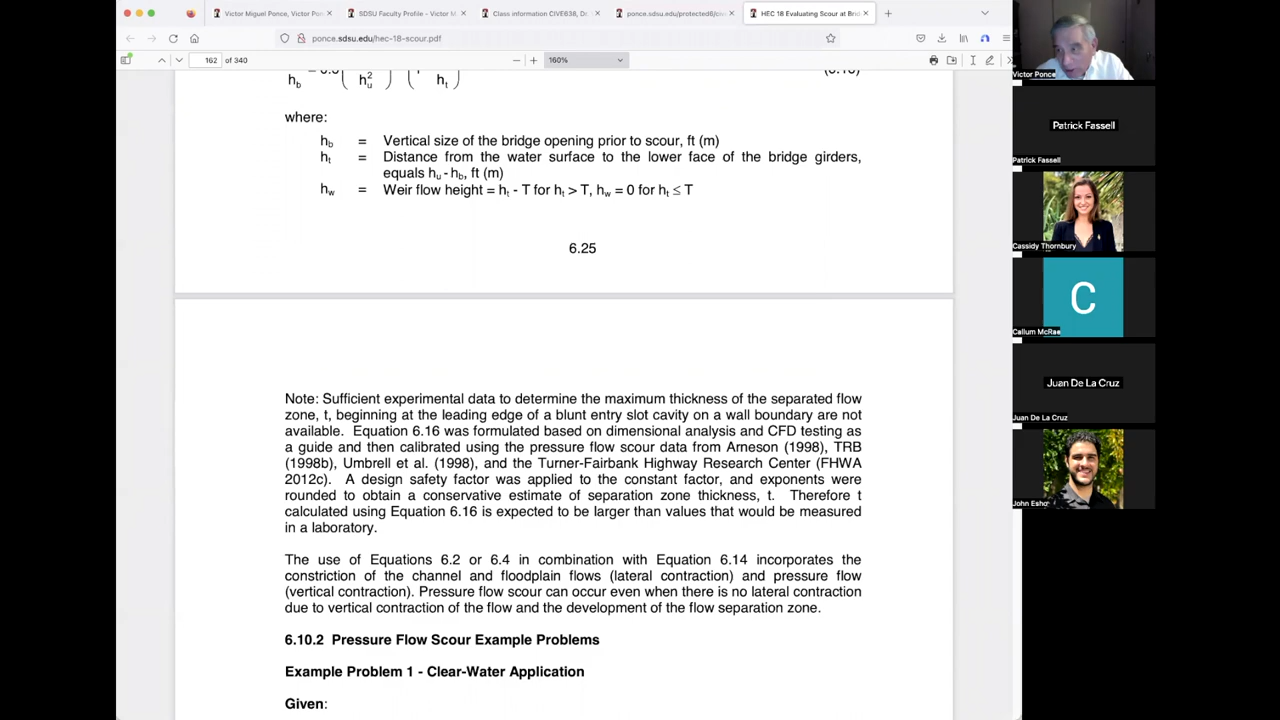 Victor Miguel Ponce, Victor Pon
SDSU Faculty Profile - Victor M
Class information CIVE638, Dr.
ponce.sdsu.edu/protected6/civ
HEC 18 Evaluating Scour at Brid
ponce.sdsu.edu/hec-18-scour.pdf
162 of 340
160%
h_b
h_u^2
h_t
where:
h_b = Vertical size of the bridge opening prior to scour, ft (m)
h_t = Distance from the water surface to the lower face of the bridge girders,
equals h_u - h_b, ft (m)
h_w = Weir flow height = h_t - T for h_t > T, h_w = 0 for h_t ≤ T
6.25
Note: Sufficient experimental data to determine the maximum thickness of the separated flow
zone, t, beginning at the leading edge of a blunt entry slot cavity on a wall boundary are not
available. Equation 6.16 was formulated based on dimensional analysis and CFD testing as
a guide and then calibrated using the pressure flow scour data from Arneson (1998), TRB
(1998b), Umbrell et al. (1998), and the Turner-Fairbank Highway Research Center (FHWA
2012c). A design safety factor was applied to the constant factor, and exponents were
rounded to obtain a conservative estimate of separation zone thickness, t. Therefore t
calculated using Equation 6.16 is expected to be larger than values that would be measured
in a laboratory.
The use of Equations 6.2 or 6.4 in combination with Equation 6.14 incorporates the
constriction of the channel and floodplain flows (lateral contraction) and pressure flow
(vertical contraction). Pressure flow scour can occur even when there is no lateral contraction
due to vertical contraction of the flow and the development of the flow separation zone.
6.10.2 Pressure Flow Scour Example Problems
Example Problem 1 - Clear-Water Application
Given:
Victor Ponce
Patrick Fassell
Patrick Fassell
Cassidy Thornbury
C
Callum McRae
Juan De La Cruz
Juan De La Cruz
John Esho